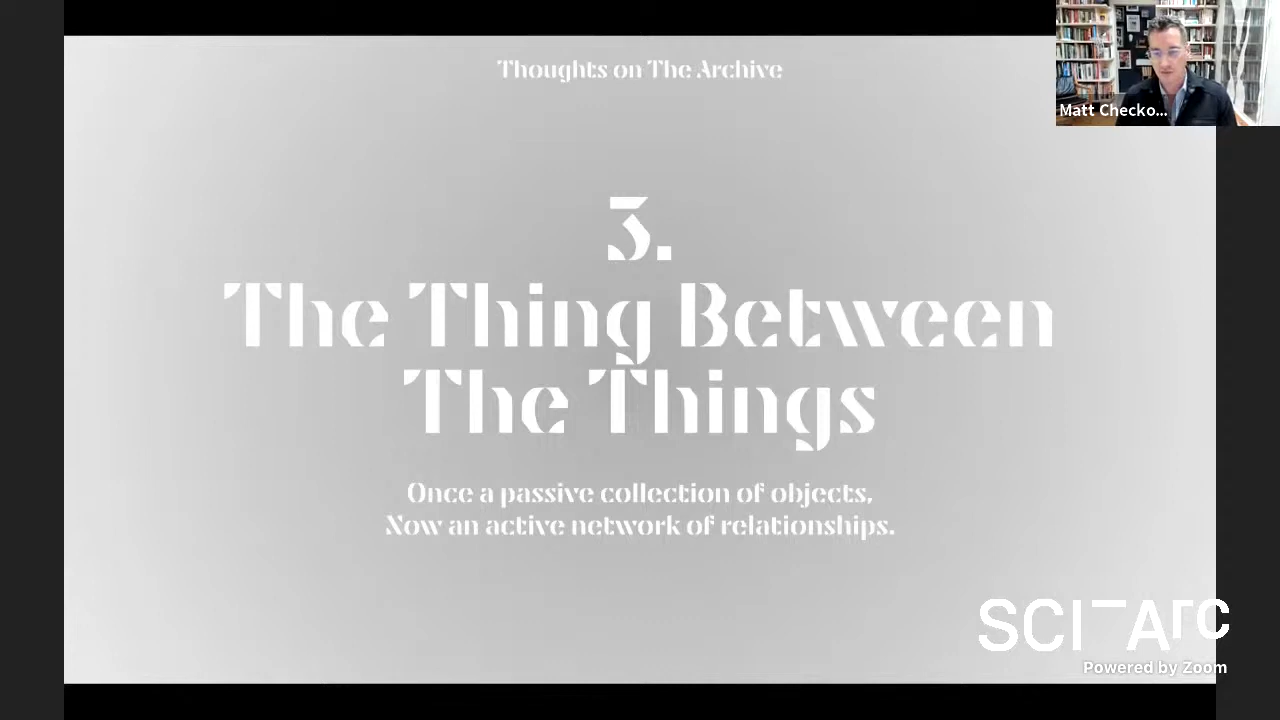 Thoughts on The Archive
Matt Checko...
3.
The Thing Between
The Things
Once a passive collection of objects,
Now an active network of relationships.
SCI-Arc
Powered by Zoom